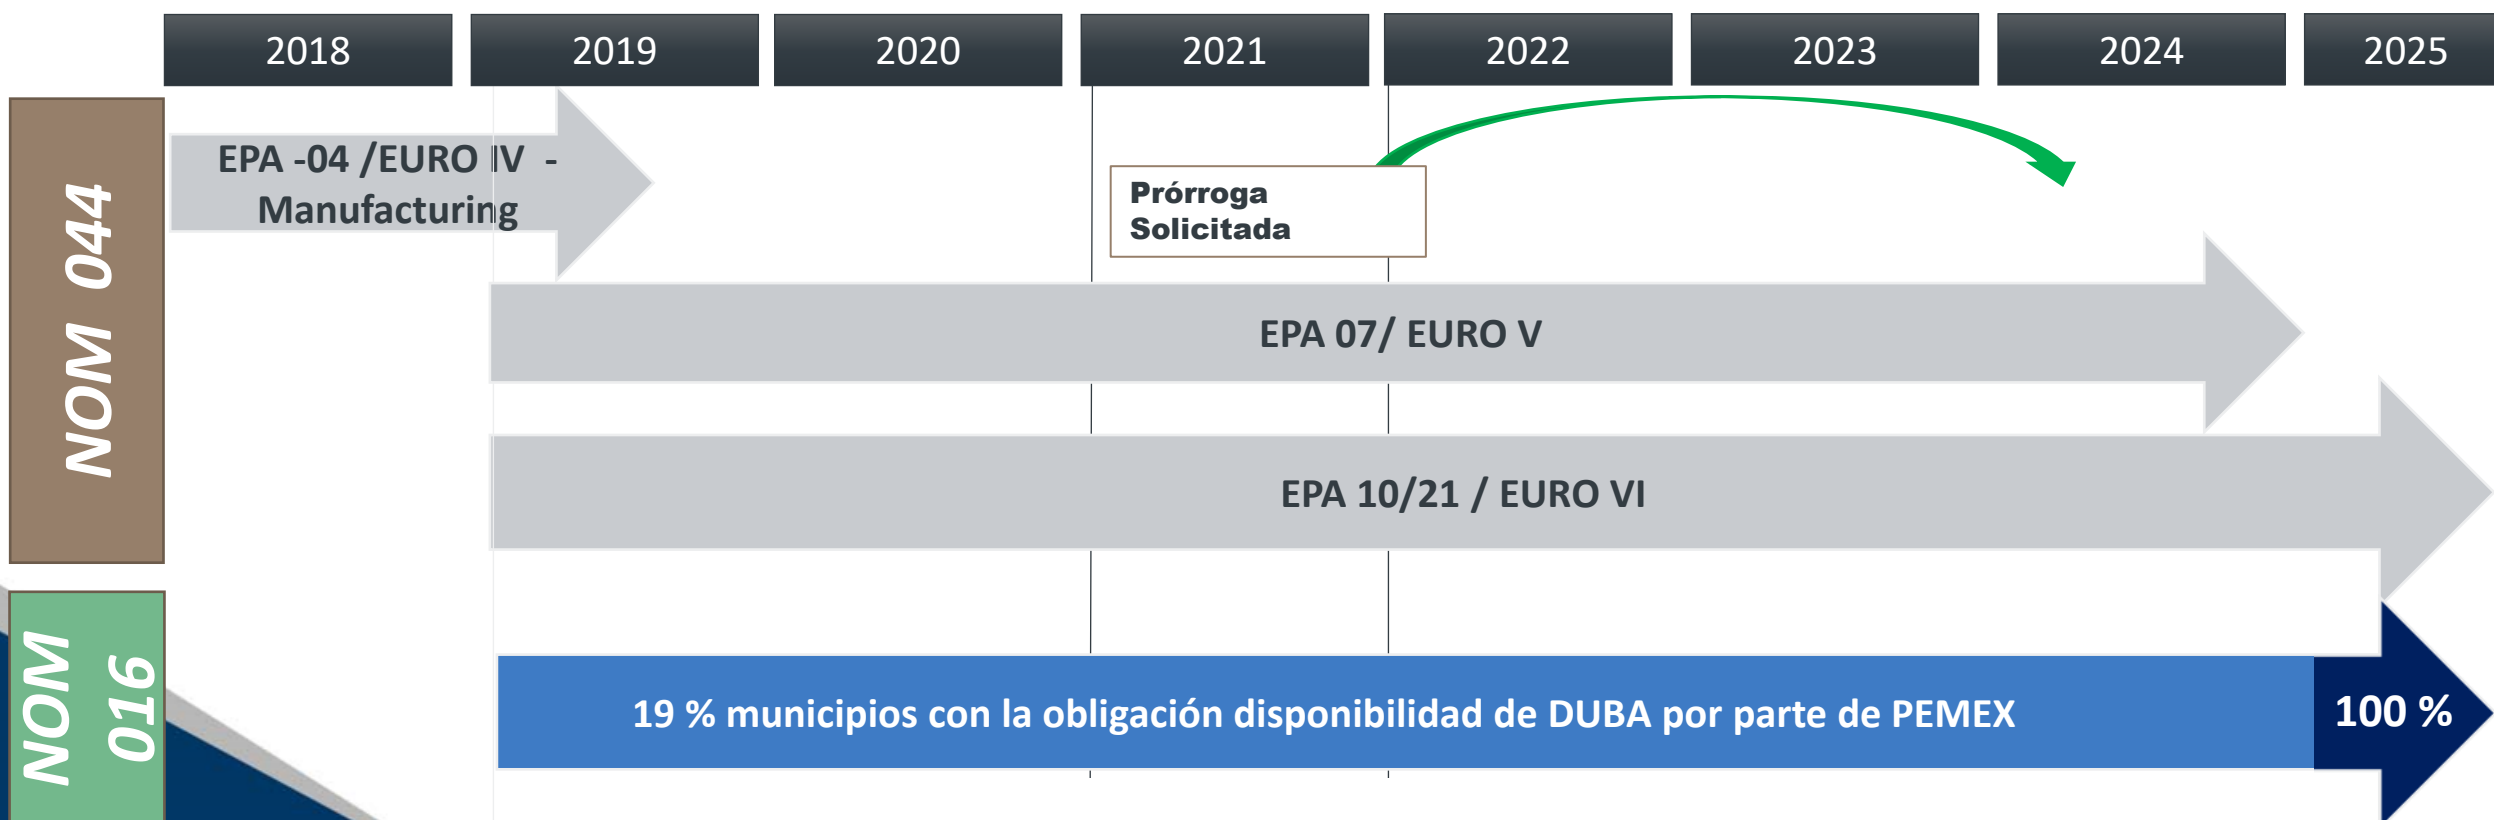 2018 2019 2020 2021 2022 2023 2024 2025
NOM 044
EPA -04 /EURO IV -
Manufacturing
Prórroga
Solicitada
EPA 07/ EURO V
EPA 10/21 / EURO VI
NOM
016
19 % municipios con la obligación disponibilidad de DUBA por parte de PEMEX
100 %